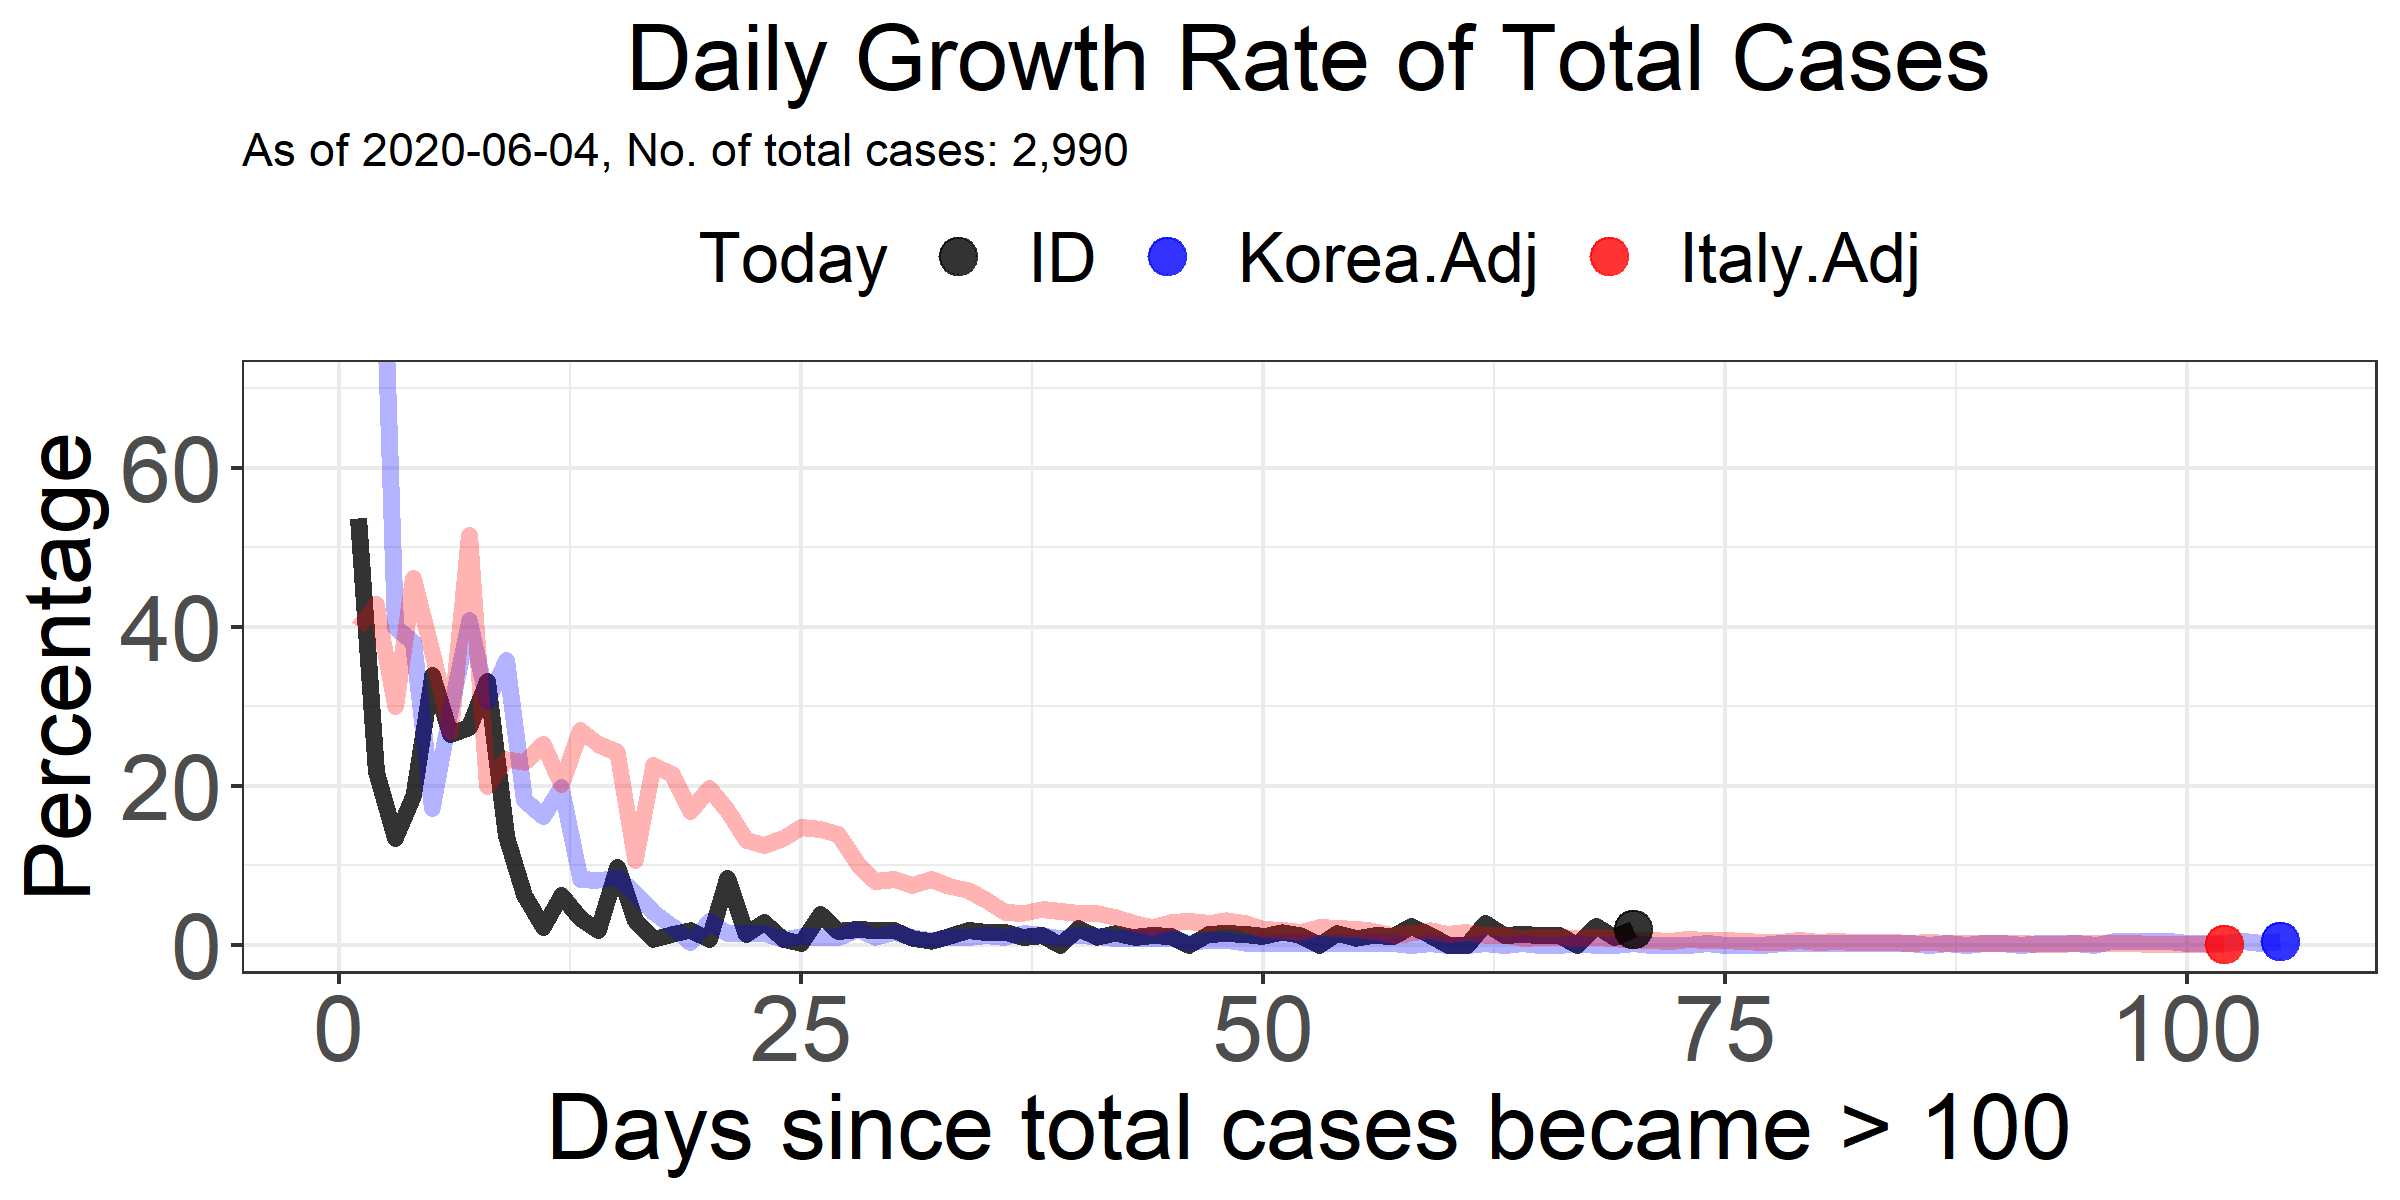 Daily Growth Rate of Total Cases
As of 2020-06-04, No. of total cases: 2,990
Today ID Korea.Adj Italy.Adj
Percentage
60
40
20
0
0 25 50 75 100
Days since total cases became > 100